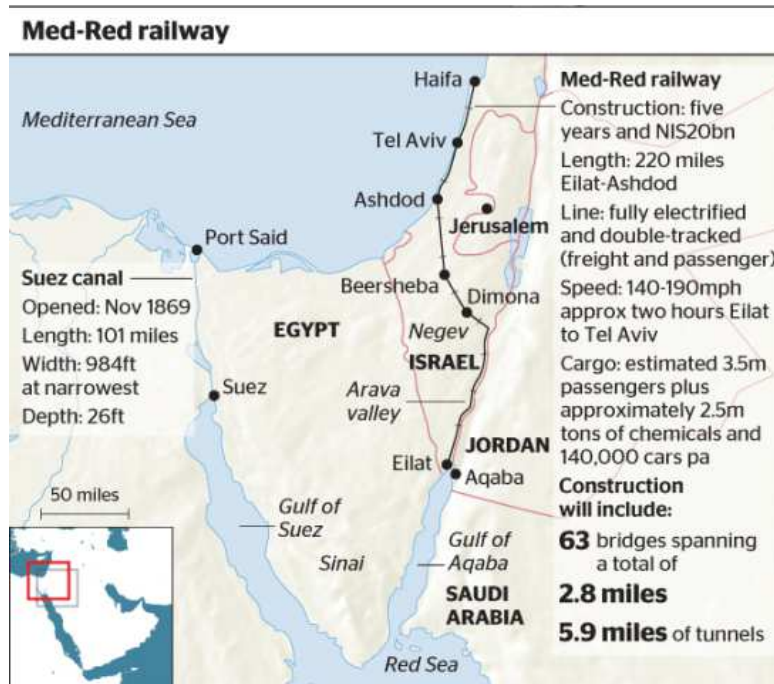 Med-Red railway
Haifa
Mediterranean Sea
Tel Aviv
Ashdod
Jerusalem
Port Said
Beersheba
Dimona
EGYPT
Negev
ISRAEL
Suez
Arava
valley
JORDAN
Eilat
Aqaba
Gulf of
Suez
Sinai
Gulf of
Aqaba
SAUDI
ARABIA
Red Sea
Suez canal
Opened: Nov 1869
Length: 101 miles
Width: 984ft
at narrowest
Depth: 26ft
50 miles
Med-Red railway
Construction: five
years and NIS20bn
Length: 220 miles
Eilat-Ashdod
Line: fully electrified
and double-tracked
(freight and passenger)
Speed: 140-190mph
approx two hours Eilat
to Tel Aviv
Cargo: estimated 3.5m
passengers plus
approximately 2.5m
tons of chemicals and
140,000 cars pa
Construction
will include:
63 bridges spanning
a total of
2.8 miles
5.9 miles of tunnels